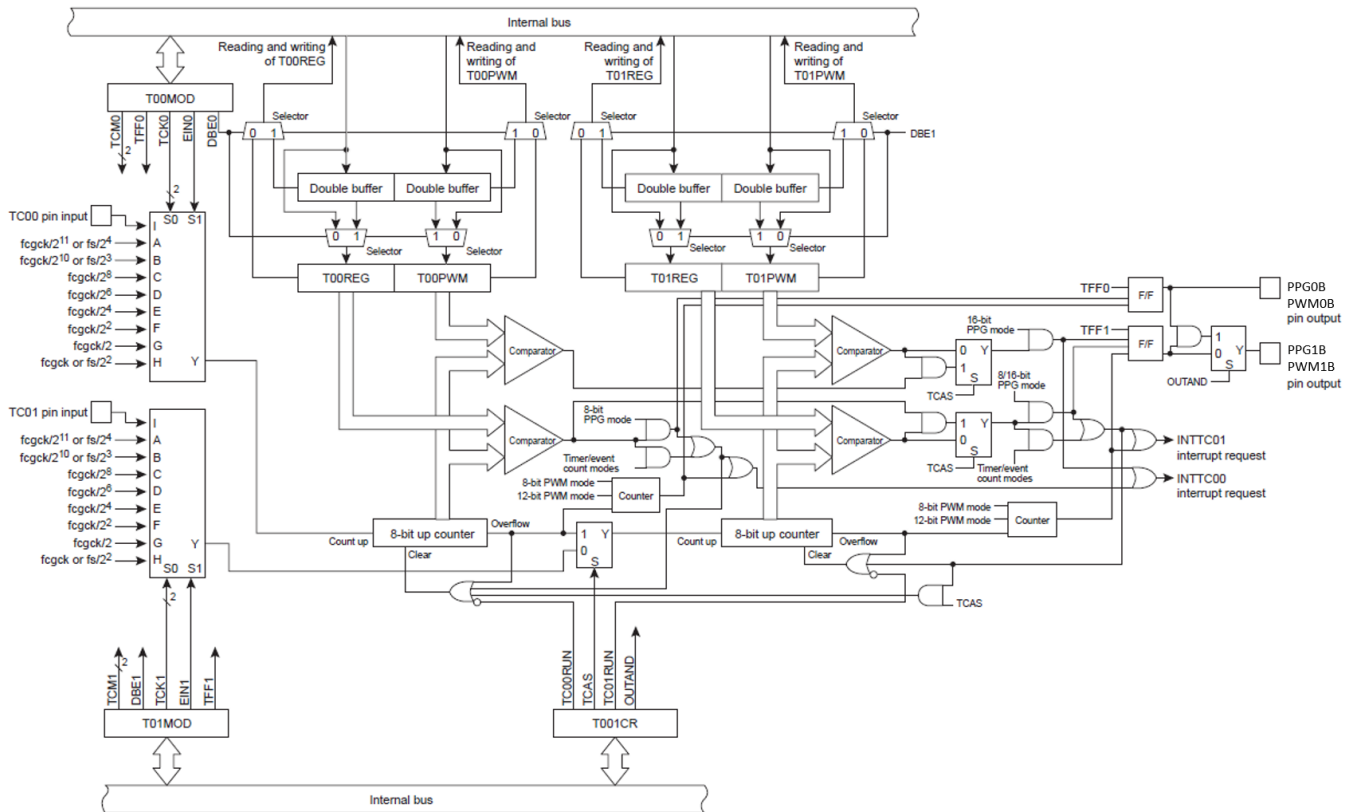 Internal bus
Reading and writing
of T00REG
Reading and
writing of
T00PWM
Reading and
writing of
T01REG
Reading and
writing of
T01PWM
T00MOD
TCM0
TFF0
TCK0
EIN0
DBE0
2
2
Selector
0 1
Selector
1 0
Selector
0 1
Selector
1 0
DBE1
Double buffer
Double buffer
Double buffer
Double buffer
0 1
Selector
1 0
Selector
0 1
Selector
1 0
Selector
T00REG
T00PWM
T01REG
T01PWM
TC00 pin input
S0 S1
I
fcgck/2¹¹ or fs/2⁴ A
fcgck/2¹⁰ or fs/2³ B
fcgck/2⁸ C
fcgck/2⁶ D
fcgck/2⁴ E
fcgck/2² F
fcgck/2 G
fcgck or fs/2² H
Y
TC01 pin input
I
fcgck/2¹¹ or fs/2⁴ A
fcgck/2¹⁰ or fs/2³ B
fcgck/2⁸ C
fcgck/2⁶ D
fcgck/2⁴ E
fcgck/2² F
fcgck/2 G
fcgck or fs/2² H
Y
S0 S1
2
Comparator
Comparator
Comparator
Comparator
8-bit
PPG mode
Timer/event
count modes
8-bit PWM mode
12-bit PWM mode
Counter
16-bit
PPG mode
0 Y
1
S
TCAS
8/16-bit
PPG mode
1 Y
0
S
TCAS
Timer/event
count modes
TFF0
F/F
TFF1
F/F
1
0
Y
S
OUTAND
PPG0B
PWM0B
pin output
PPG1B
PWM1B
pin output
INTTC01
interrupt request
INTTC00
interrupt request
8-bit PWM mode
12-bit PWM mode
Counter
Count up
8-bit up counter
Overflow
Clear
1 Y
0
S
Count up
8-bit up counter
Overflow
Clear
TCAS
TCM1
2
DBE1
TCK1
EIN1
TFF1
T01MOD
TC00RUN
TCAS
TC01RUN
OUTAND
T001CR
Internal bus